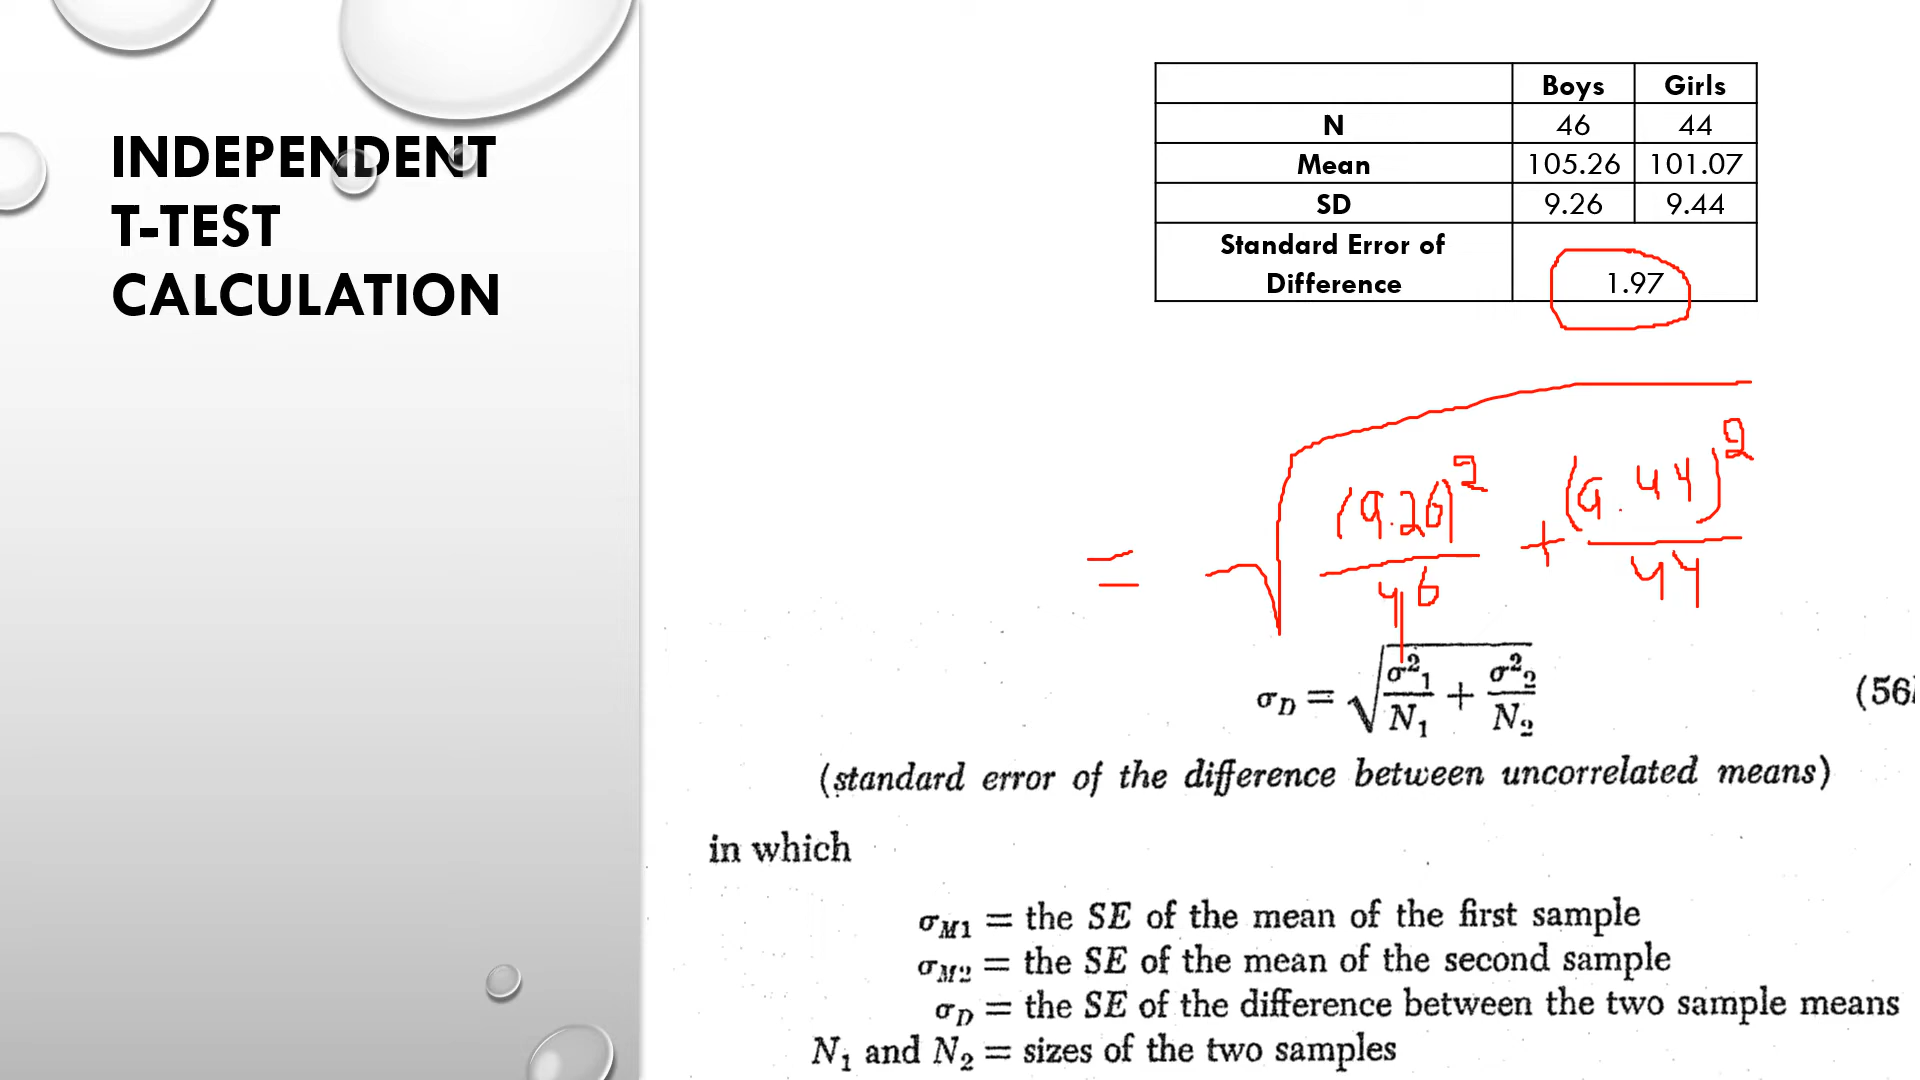 INDEPENDENT
T-TEST
CALCULATION
Boys Girls
N 46 44
Mean 105.26 101.07
SD 9.26 9.44
Standard Error of
Difference 1.97
= √((9.26)²/46 + (9.44)²/44)
σD = √(σ²1/N1 + σ²2/N2) (56
(standard error of the difference between uncorrelated means)
in which
σM1 = the SE of the mean of the first sample
σM2 = the SE of the mean of the second sample
σD = the SE of the difference between the two sample means
N1 and N2 = sizes of the two samples